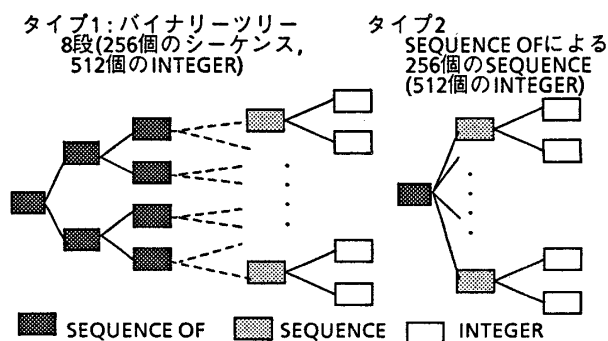 タイプ1:バイナリーツリー
8段(256個のシーケンス,
512個のINTEGER)
タイプ2
SEQUENCE OFによる
256個のSEQUENCE
(512個のINTEGER)
SEQUENCE OF
SEQUENCE
INTEGER